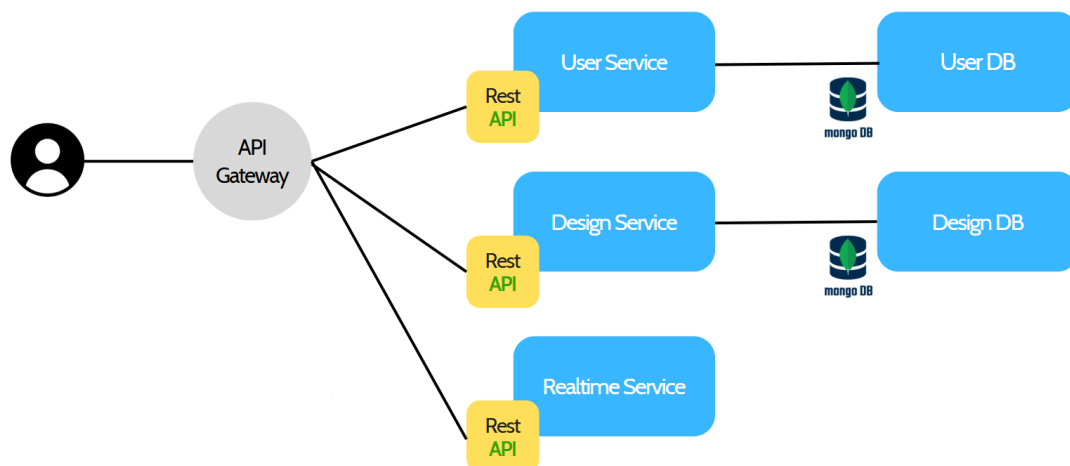 User Service
User DB
Rest
API
mongo DB
API
Gateway
Design Service
Design DB
Rest
API
mongo DB
Realtime Service
Rest
API